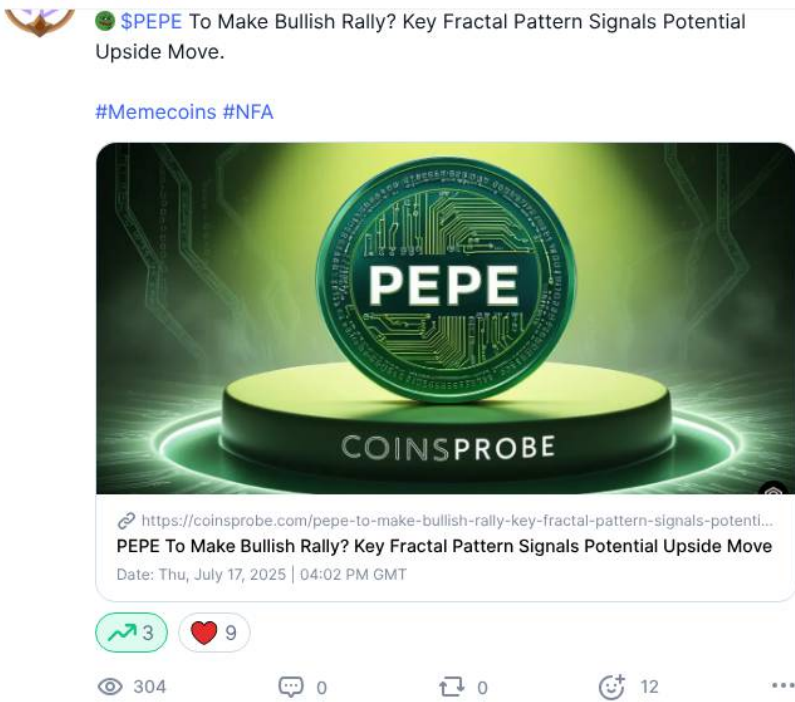 $PEPE To Make Bullish Rally? Key Fractal Pattern Signals Potential
Upside Move.
#Memecoins #NFA
PEPE
COINSPROBE
https://coinsprobe.com/pepe-to-make-bullish-rally-key-fractal-pattern-signals-potenti...
PEPE To Make Bullish Rally? Key Fractal Pattern Signals Potential Upside Move
Date: Thu, July 17, 2025 | 04:02 PM GMT
3 9
304 0 0 12